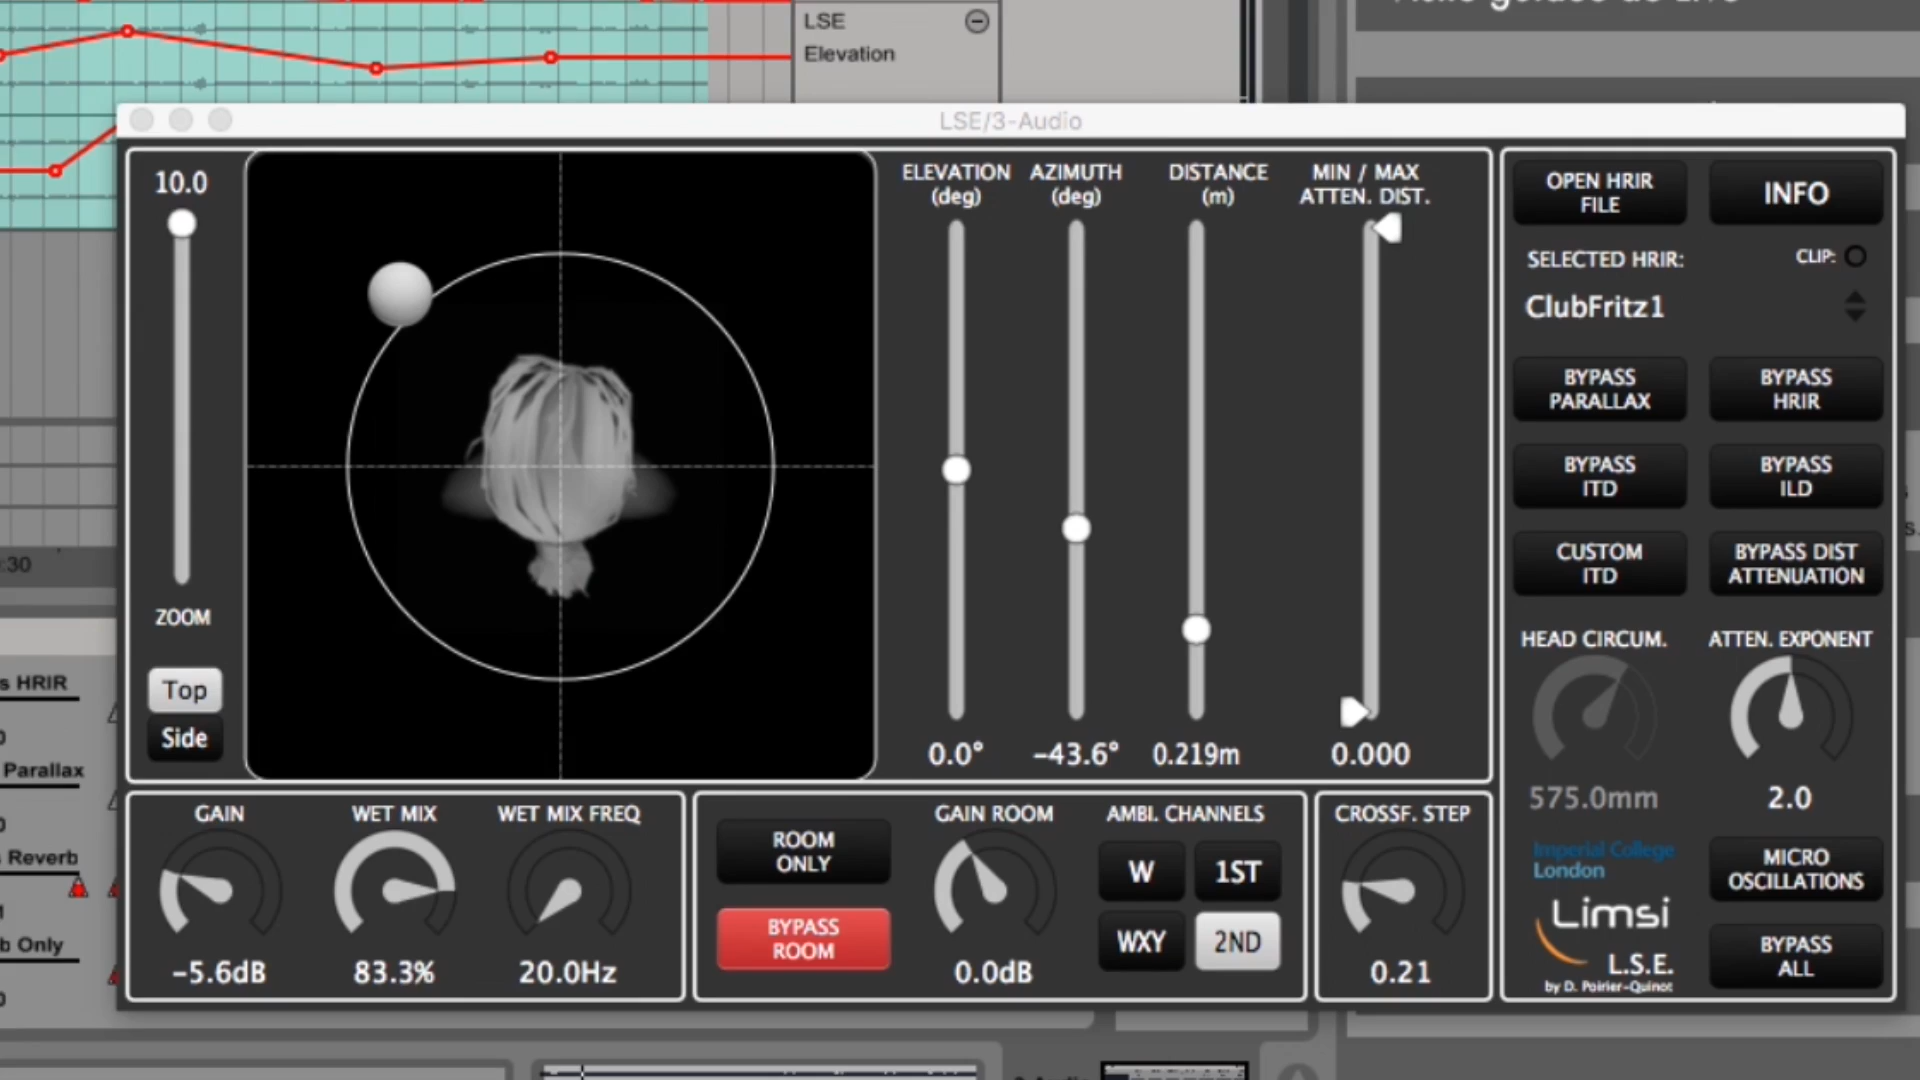 LSE
Elevation
LSE/3-Audio
10.0
ZOOM
Top
Side
ELEVATION
(deg)
AZIMUTH
(deg)
DISTANCE
(m)
MIN / MAX
ATTEN. DIST.
0.0°
-43.6°
0.219m
0.000
OPEN HRIR
FILE
INFO
SELECTED HRIR:
CLIP:
ClubFritz1
BYPASS
PARALLAX
BYPASS
HRIR
BYPASS
ITD
BYPASS
ILD
CUSTOM
ITD
BYPASS DIST
ATTENUATION
HEAD CIRCUM.
ATTEN. EXPONENT
575.0mm
2.0
Imperial College
London
MICRO
OSCILLATIONS
Limsi
L.S.E.
by D. Poirier-Quinot
BYPASS
ALL
GAIN
WET MIX
WET MIX FREQ
-5.6dB
83.3%
20.0Hz
ROOM
ONLY
BYPASS
ROOM
GAIN ROOM
0.0dB
AMBI. CHANNELS
W
1ST
WXY
2ND
CROSSF. STEP
0.21
:30
s HRIR
Parallax
s Reverb
b Only